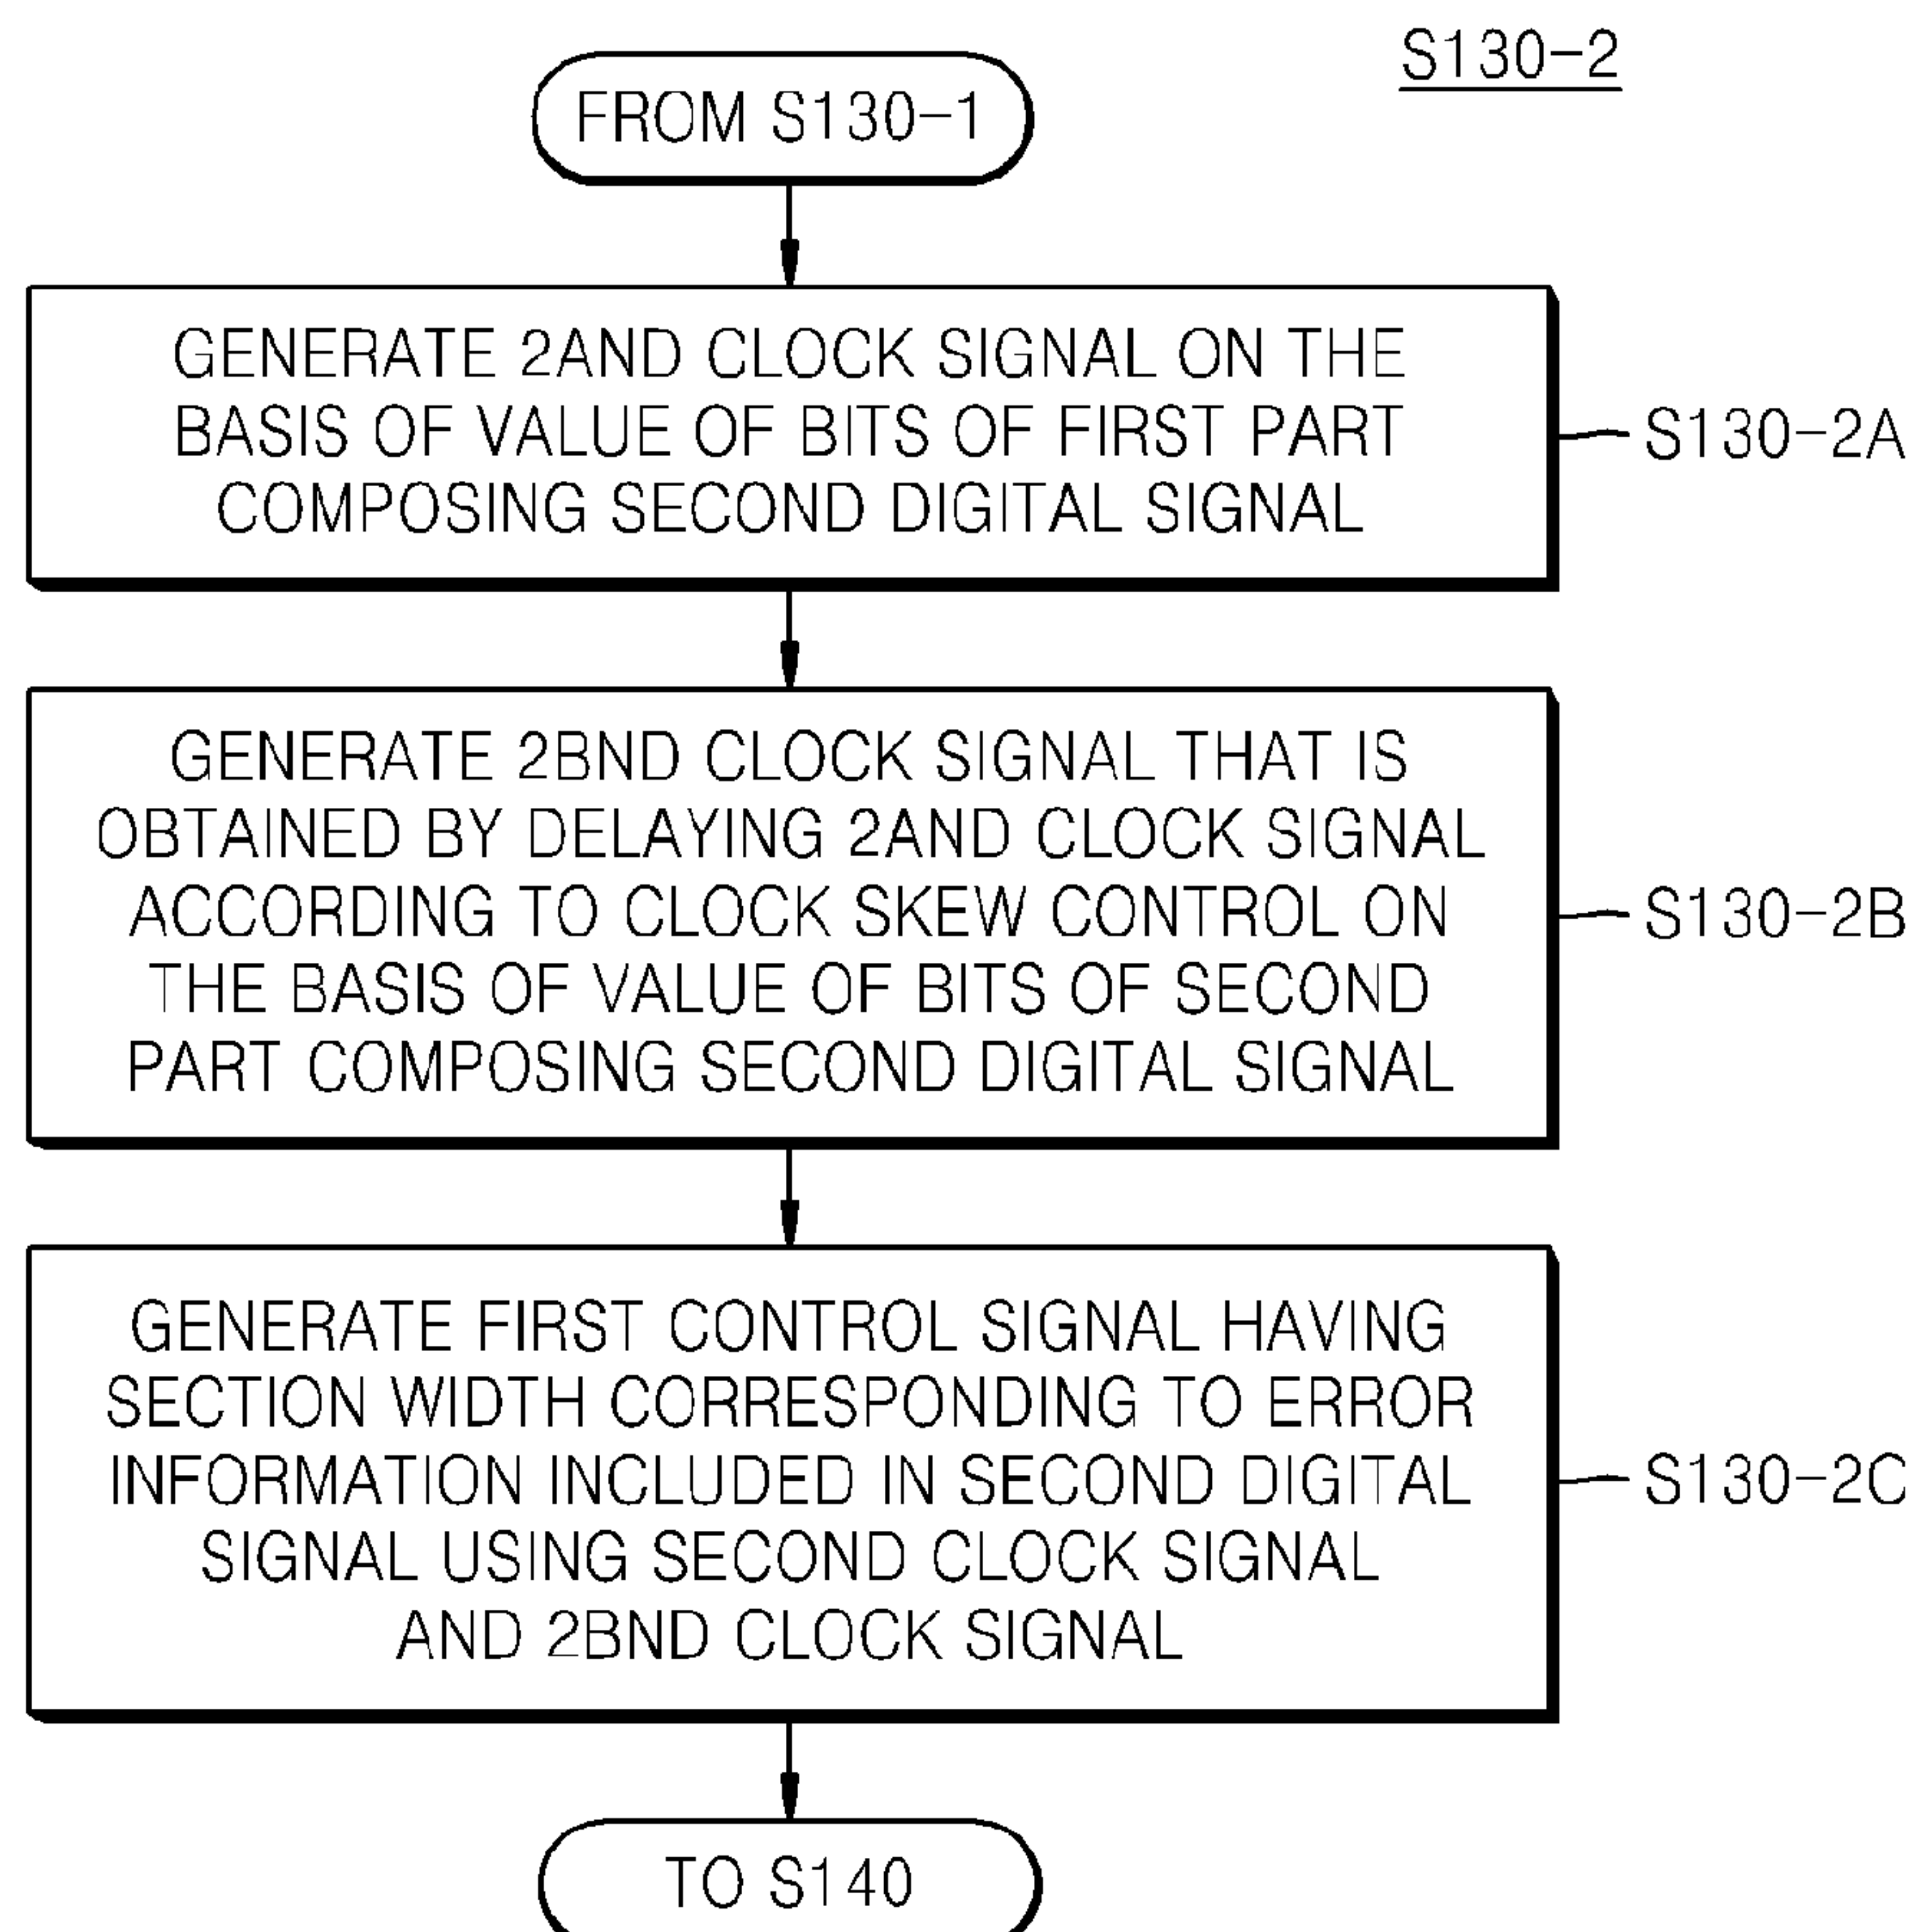 S130-2
FROM S130-1
GENERATE 2AND CLOCK SIGNAL ON THE
BASIS OF VALUE OF BITS OF FIRST PART
COMPOSING SECOND DIGITAL SIGNAL
S130-2A
GENERATE 2BND CLOCK SIGNAL THAT IS
OBTAINED BY DELAYING 2AND CLOCK SIGNAL
ACCORDING TO CLOCK SKEW CONTROL ON
THE BASIS OF VALUE OF BITS OF SECOND
PART COMPOSING SECOND DIGITAL SIGNAL
S130-2B
GENERATE FIRST CONTROL SIGNAL HAVING
SECTION WIDTH CORRESPONDING TO ERROR
INFORMATION INCLUDED IN SECOND DIGITAL
SIGNAL USING SECOND CLOCK SIGNAL
AND 2BND CLOCK SIGNAL
S130-2C
TO S140